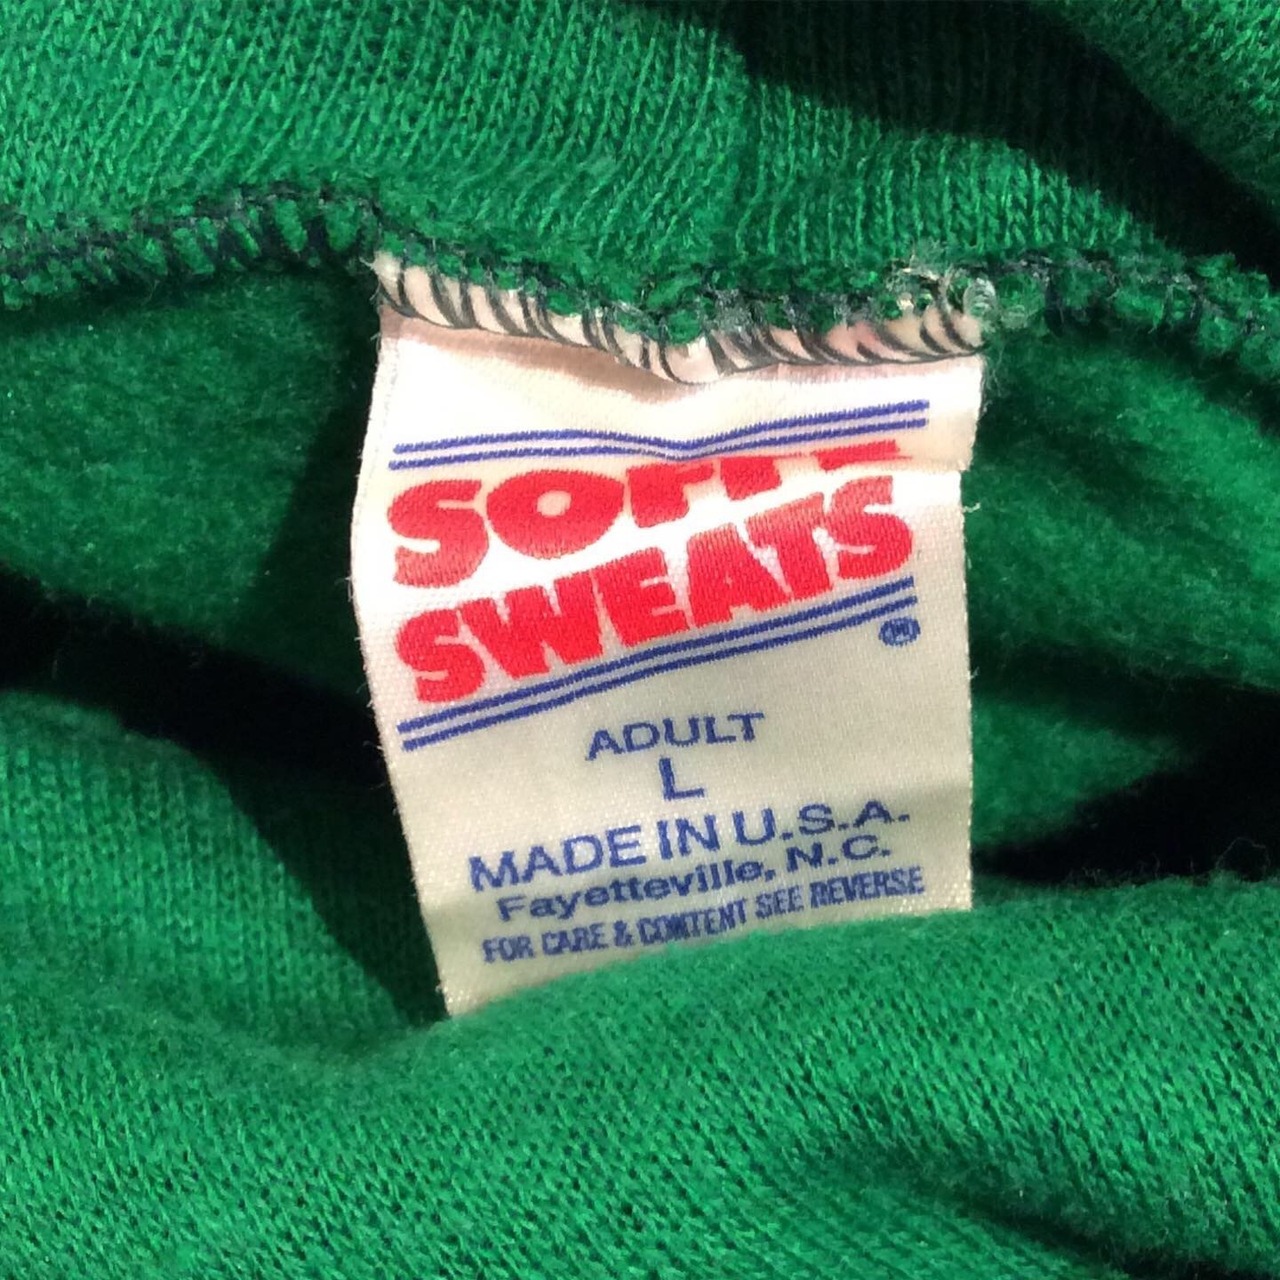 SOFFE
SWEATS
®
ADULT
L
MADE IN U.S.A.
Fayetteville, N.C.
FOR CARE & CONTENT SEE REVERSE